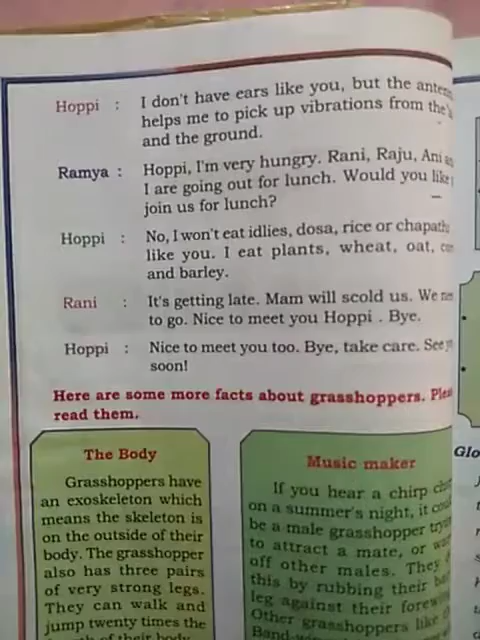 Hoppi : I don't have ears like you, but the
helps me to pick up vibrations from the
and the ground.
Ramya : Hoppi, I'm very hungry. Rani, Raju,
I are going out for lunch. Would you like
join us for lunch?
Hoppi : No, I won't eat idlies, dosa, rice or
like you. I eat plants, wheat, oat,
and barley.
Rani : It's getting late. Mam will scold us. We
to go. Nice to meet you Hoppi . Bye.
Hoppi : Nice to meet you too. Bye, take care. See
soon!
Here are some more facts about grasshoppers.
read them.
The Body
Grasshoppers have
an exoskeleton which
means the skeleton is
on the outside of their
body. The grasshopper
also has three pairs
of very strong legs.
They can walk and
jump twenty times the
of their body
Music maker
If you hear a chirp
on a summer's night, it
be a male grasshopper
to attract a mate, or
off other males. They
this by rubbing their
leg against their
Other grasshoppers like